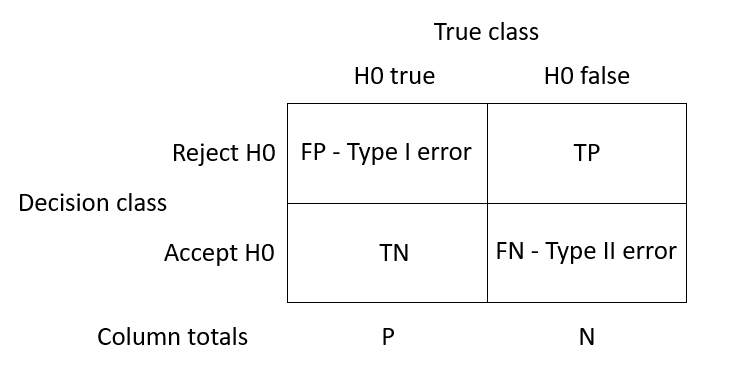 True class
H0 true H0 false
Reject H0 FP - Type I error TP
Decision class
Accept H0 TN FN - Type II error
Column totals P N